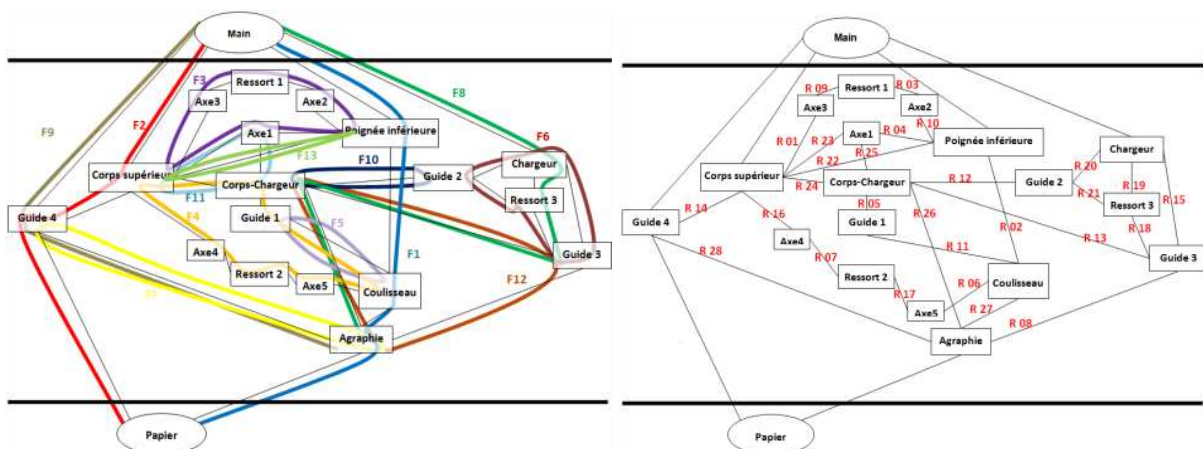 Main
F3
Ressort 1
F8
Axe3
Axe2
F9
F2
Axe1
Poignée inférieure
F6
F13
F10
Chargeur
Corps supérieur
Corps-Chargeur
Guide 2
F11
Ressort 3
Guide 4
F4
Guide 1
F5
Axe4
F1
Guide 3
Ressort 2
Axe5
Coulisseau
F12
F7
Agraphie
Papier
Main
R 09
Ressort 1
R 03
Axe3
Axe2
R 01
R 23
Axe1
R 04
R 10
Poignée inférieure
R 22
R 25
Chargeur
R 20
Corps supérieur
R 24
Corps-Chargeur
R 12
Guide 2
R 19
R 21
Ressort 3
R 15
R 05
R 14
R 16
Guide 1
R 26
R 02
R 18
Guide 4
Axe4
R 11
R 13
Guide 3
R 28
R 07
Ressort 2
R 06
Coulisseau
R 17
Axe5
R 27
R 08
Agraphie
Papier